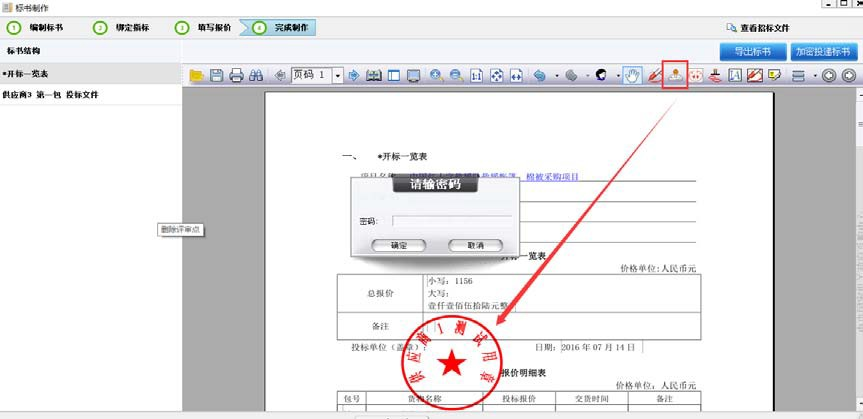 标书制作
1 编制标书 2 绑定指标 3 填写报价 4 完成制作 查看招标文件
导出标书 加密投递标书
标书结构
*开标一览表
供应商3 第一包 投标文件
页码 1
一、 *开标一览表
棉被采购项目
请输密码
密码:
确定 取消
删除评审点
一览表
价格单位:人民币元
总报价
小写: 1156
大写:
壹仟壹佰伍拾陆元整
备注
投标单位(盖章):
日期: 2016 年 07 月 14 日
供应商1测试用章
报价明细表
价格单位: 人民币元
包号 货物名称 投标报价 交货时间 备注